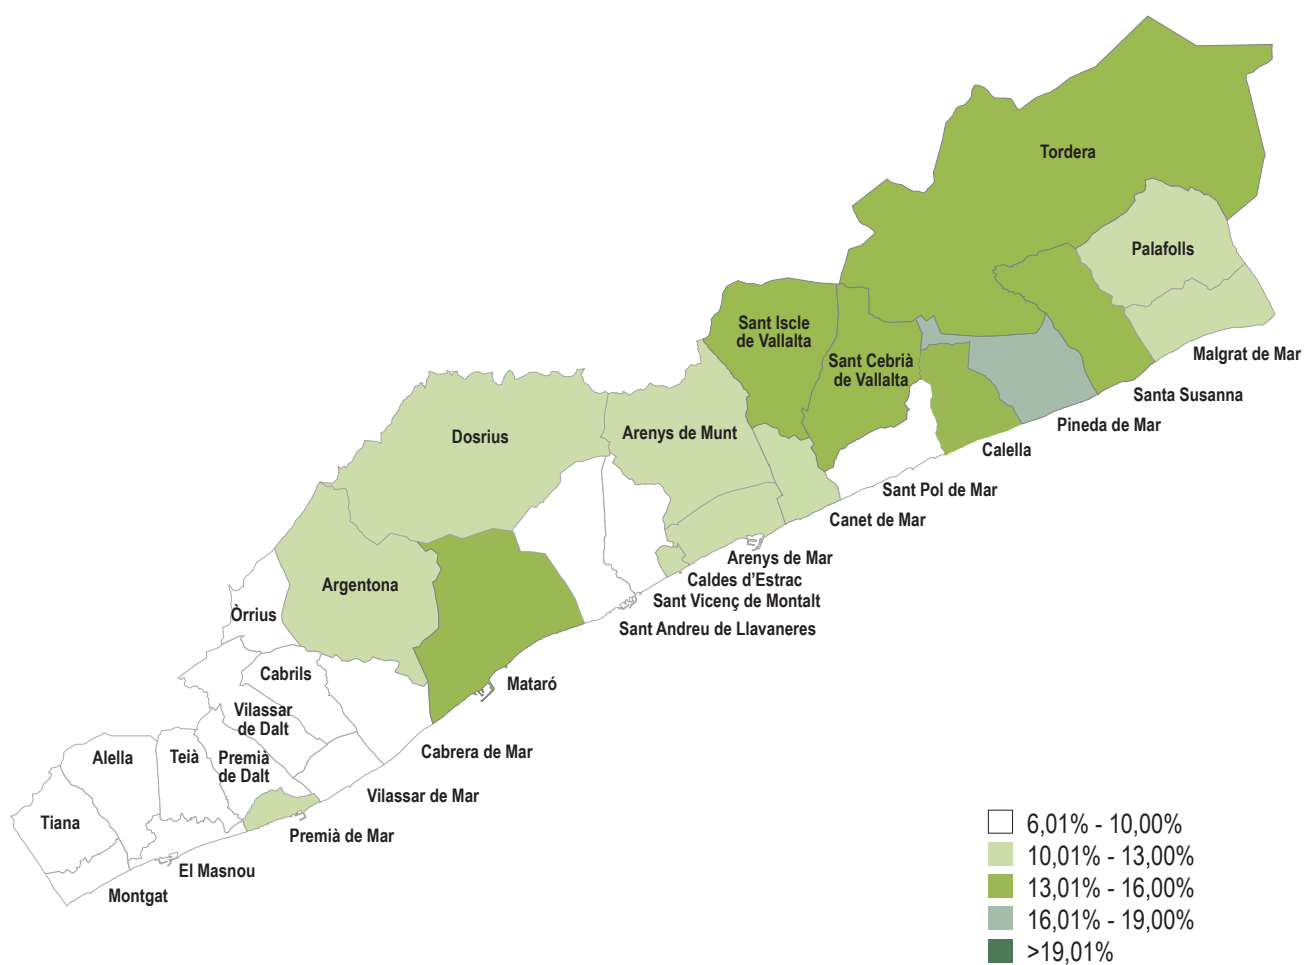 Tordera
Palafolls
Sant Iscle
de Vallalta
Sant Cebrià
de Vallalta
Malgrat de Mar
Santa Susanna
Pineda de Mar
Calella
Dosrius
Arenys de Munt
Sant Pol de Mar
Canet de Mar
Arenys de Mar
Caldes d'Estrac
Sant Vicenç de Montalt
Sant Andreu de Llavaneres
Argentona
Òrrius
Cabrils
Mataró
Vilassar
de Dalt
Cabrera de Mar
Alella
Teià
Premià
de Dalt
Vilassar de Mar
Tiana
Premià de Mar
El Masnou
Montgat
6,01% - 10,00%
10,01% - 13,00%
13,01% - 16,00%
16,01% - 19,00%
>19,01%